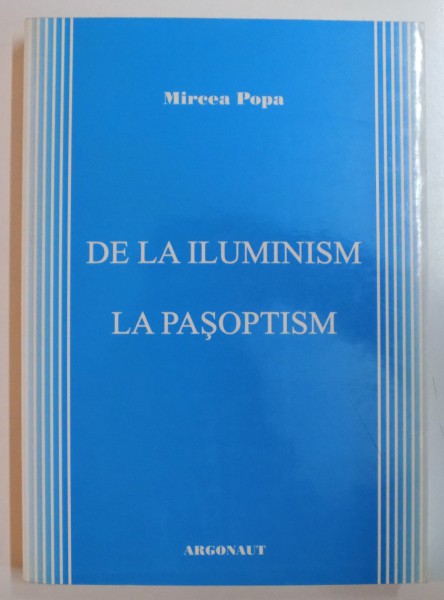 Mircea Popa
DE LA ILUMINISM
LA PAŞOPTISM
ARGONAUT